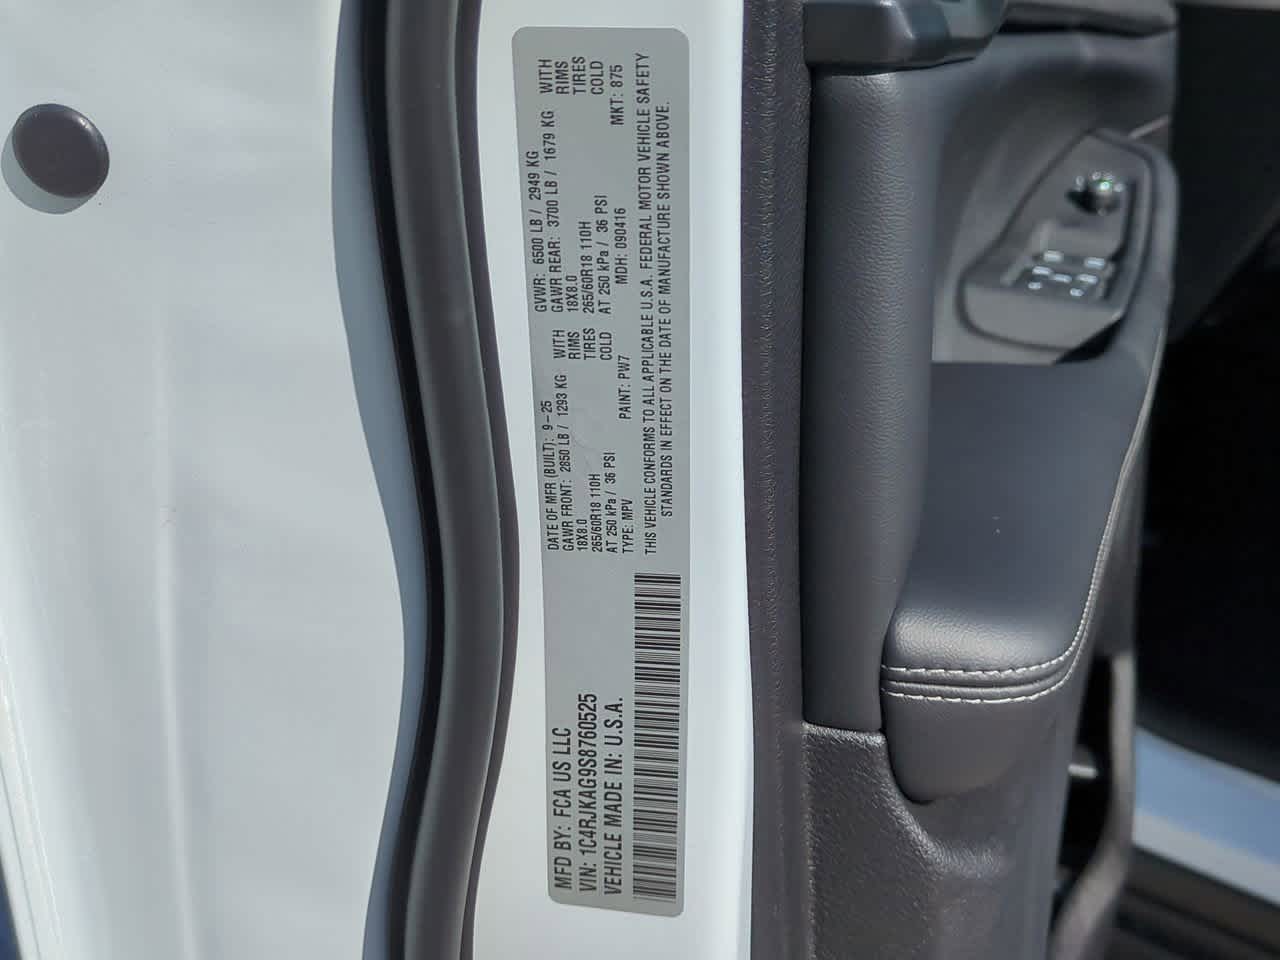 MFD BY: FCA US LLC
VIN: 1C4RJKAG9S8760525
VEHICLE MADE IN: U.S.A.
DATE OF MFR (BUILT): 9-25 GVWR: 6500 LB / 2949 KG
GAWR FRONT: 2850 LB / 1293 KG WITH GAWR REAR: 3700 LB / 1679 KG WITH
18X8.0 RIMS 18X8.0 RIMS
265/60R18 110H TIRES 265/60R18 110H TIRES
AT 250 kPa / 36 PSI COLD AT 250 kPa / 36 PSI COLD
TYPE: MPV PAINT: PW7 MDH: 090416 MKT: 875
THIS VEHICLE CONFORMS TO ALL APPLICABLE U.S.A. FEDERAL MOTOR VEHICLE SAFETY
STANDARDS IN EFFECT ON THE DATE OF MANUFACTURE SHOWN ABOVE.